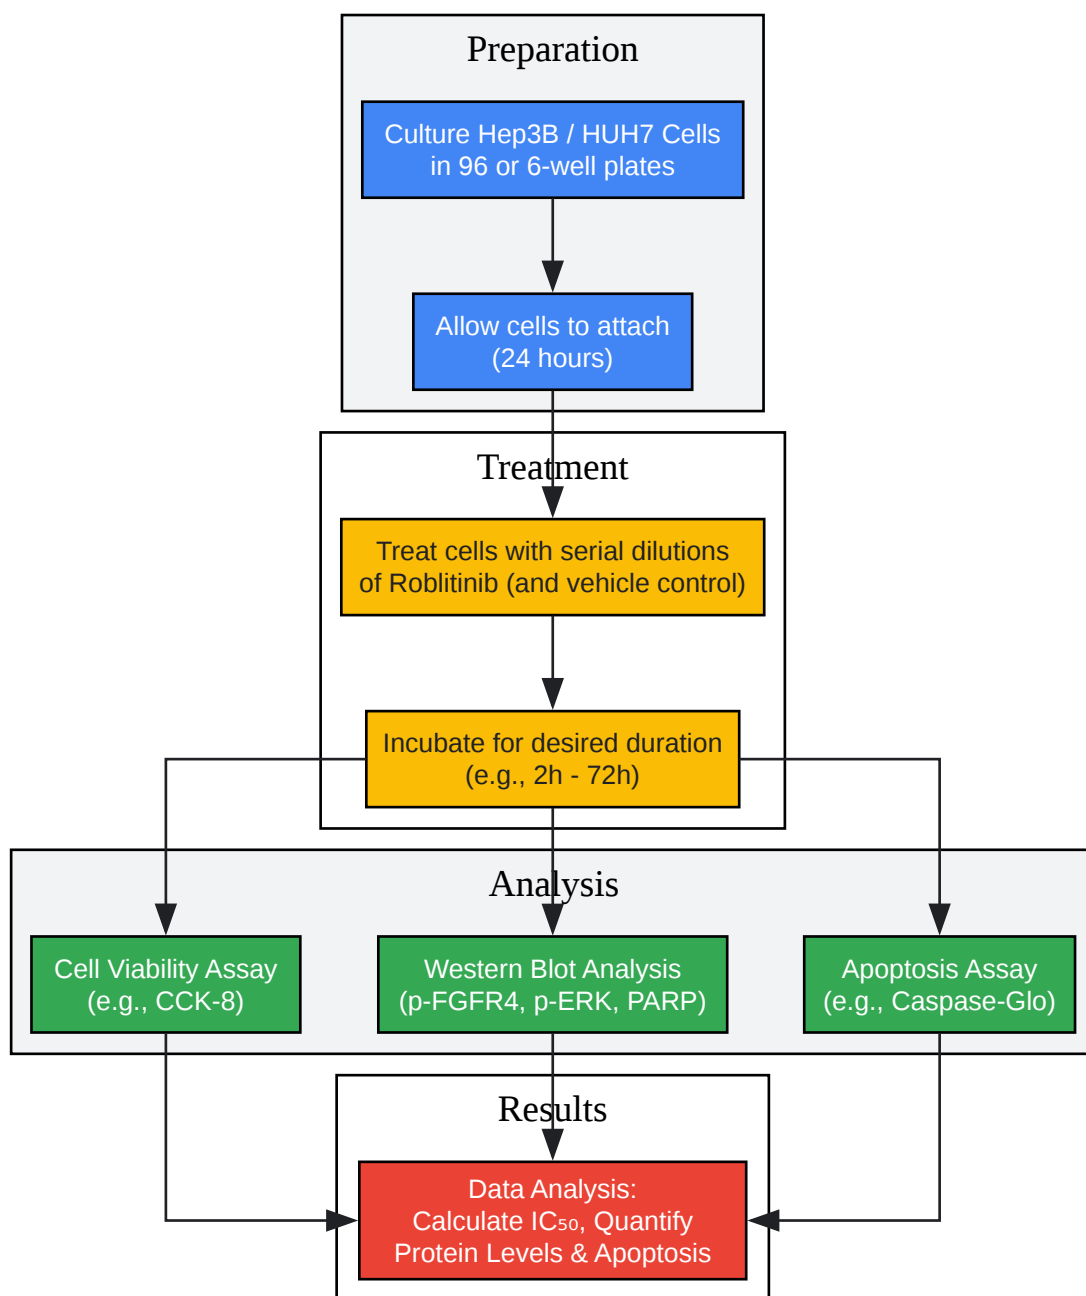 Preparation
Culture Hep3B / HUH7 Cells
in 96 or 6-well plates
Allow cells to attach
(24 hours)
Treatment
Treat cells with serial dilutions
of Roblitinib (and vehicle control)
Incubate for desired duration
(e.g., 2h - 72h)
Analysis
Cell Viability Assay
(e.g., CCK-8)
Western Blot Analysis
(p-FGFR4, p-ERK, PARP)
Apoptosis Assay
(e.g., Caspase-Glo)
Results
Data Analysis:
Calculate IC₅₀, Quantify
Protein Levels & Apoptosis